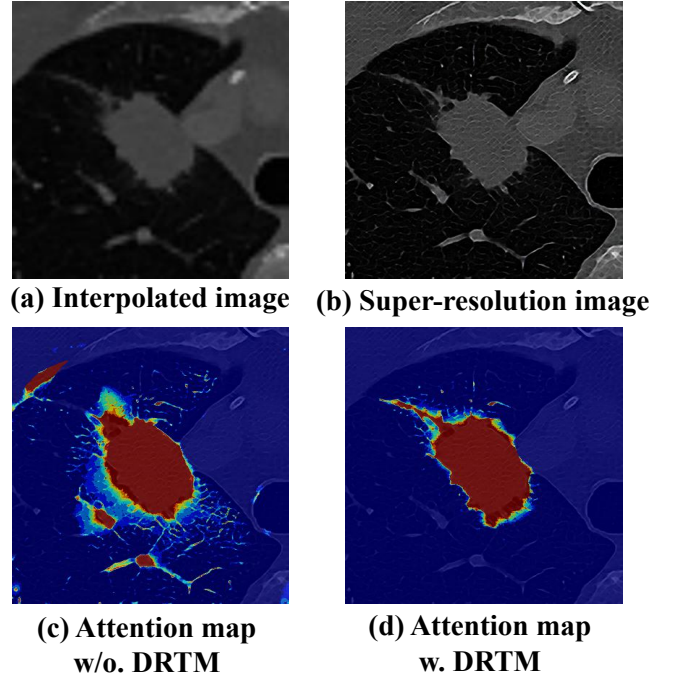 (a) Interpolated image
(b) Super-resolution image
(c) Attention map
w/o. DRTM
(d) Attention map
w. DRTM